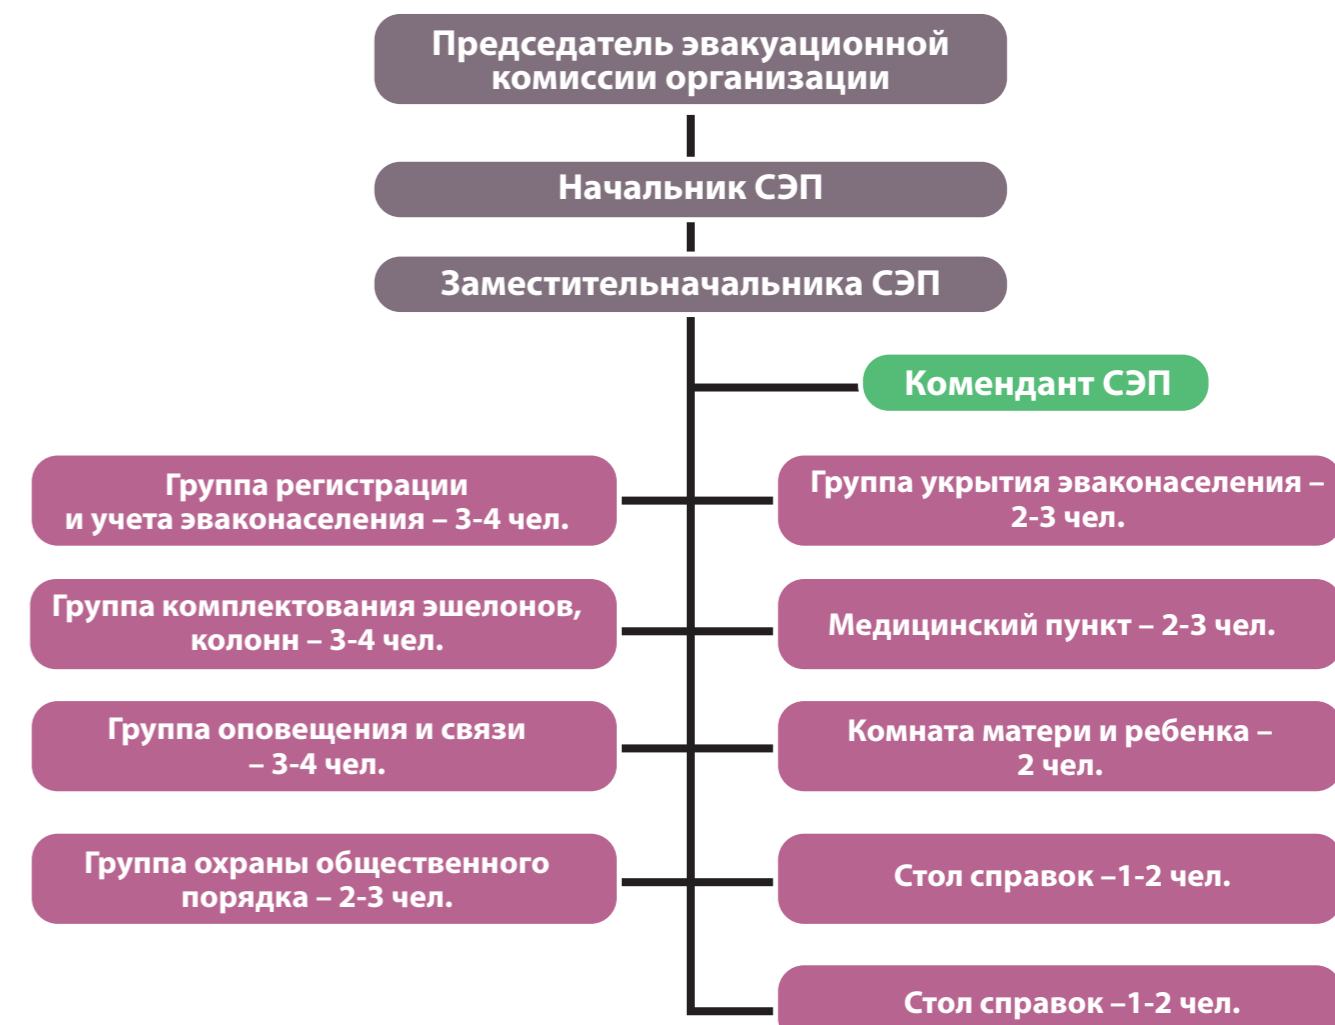 Председатель эвакуационной
комиссии организации
Начальник СЭП
Заместительначальника СЭП
Комендант СЭП
Группа регистрации
и учета эваконаселения – 3-4 чел.
Группа укрытия эваконаселения –
2-3 чел.
Группа комплектования эшелонов,
колонн – 3-4 чел.
Медицинский пункт – 2-3 чел.
Группа оповещения и связи
– 3-4 чел.
Комната матери и ребенка –
2 чел.
Группа охраны общественного
порядка – 2-3 чел.
Стол справок –1-2 чел.
Стол справок –1-2 чел.